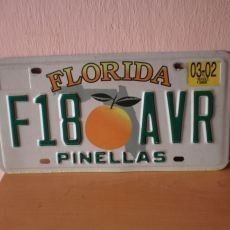 FLORIDA
03-02
F18 AVR
PINELLAS